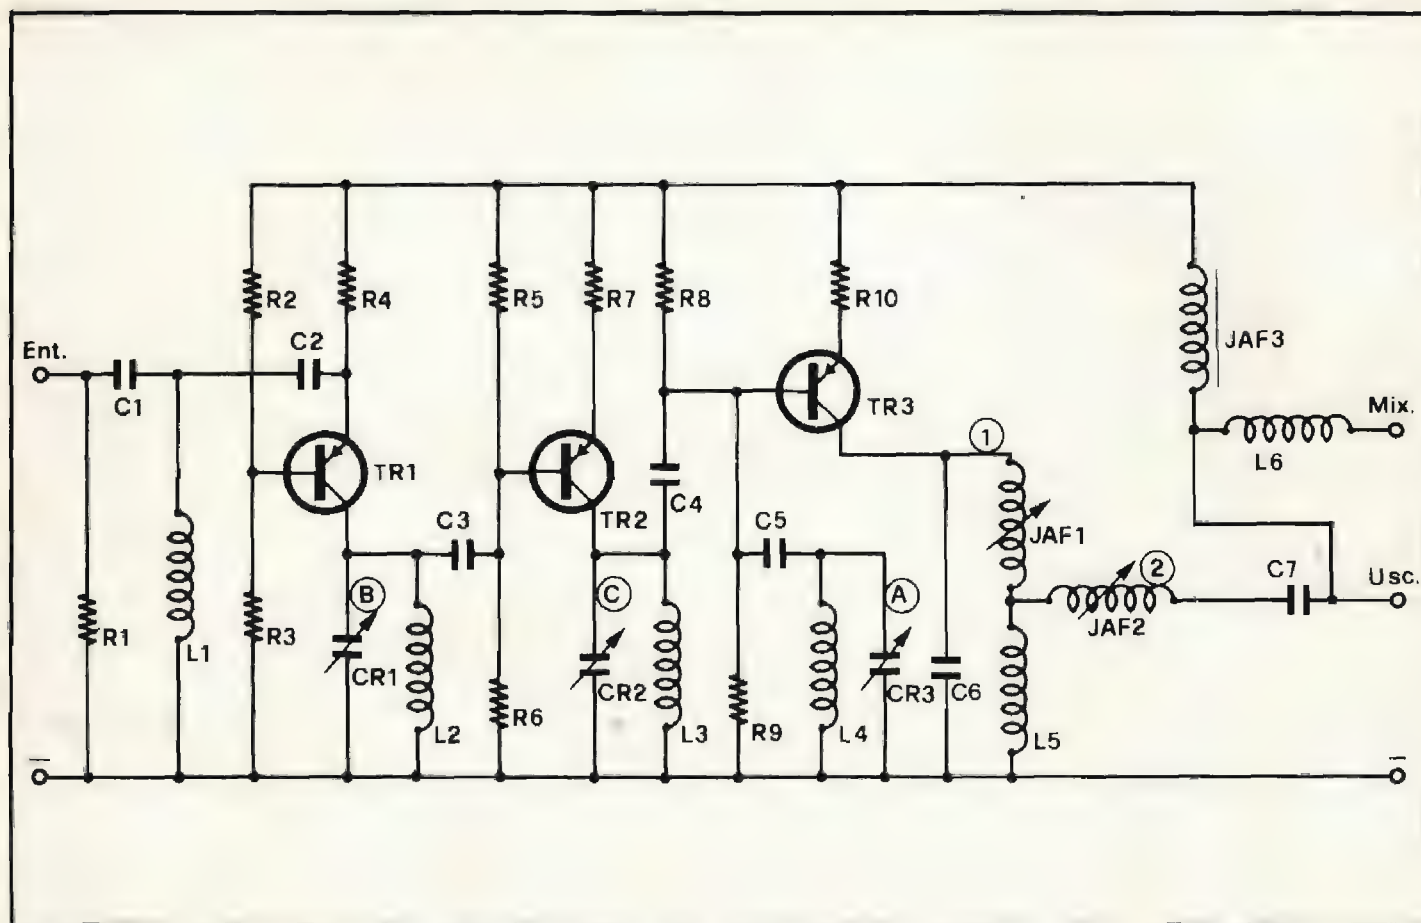 R2
R4
R5
R7
R8
R10
JAF3
Ent.
C2
C1
TR3
Mix.
L6
1
TR1
TR2
C4
C3
C5
JAF1
B
C
A
2
C7
Usc.
JAF2
R1
L1
R3
CR1
L2
R6
CR2
L3
R9
L4
CR3
C6
L5
–
–